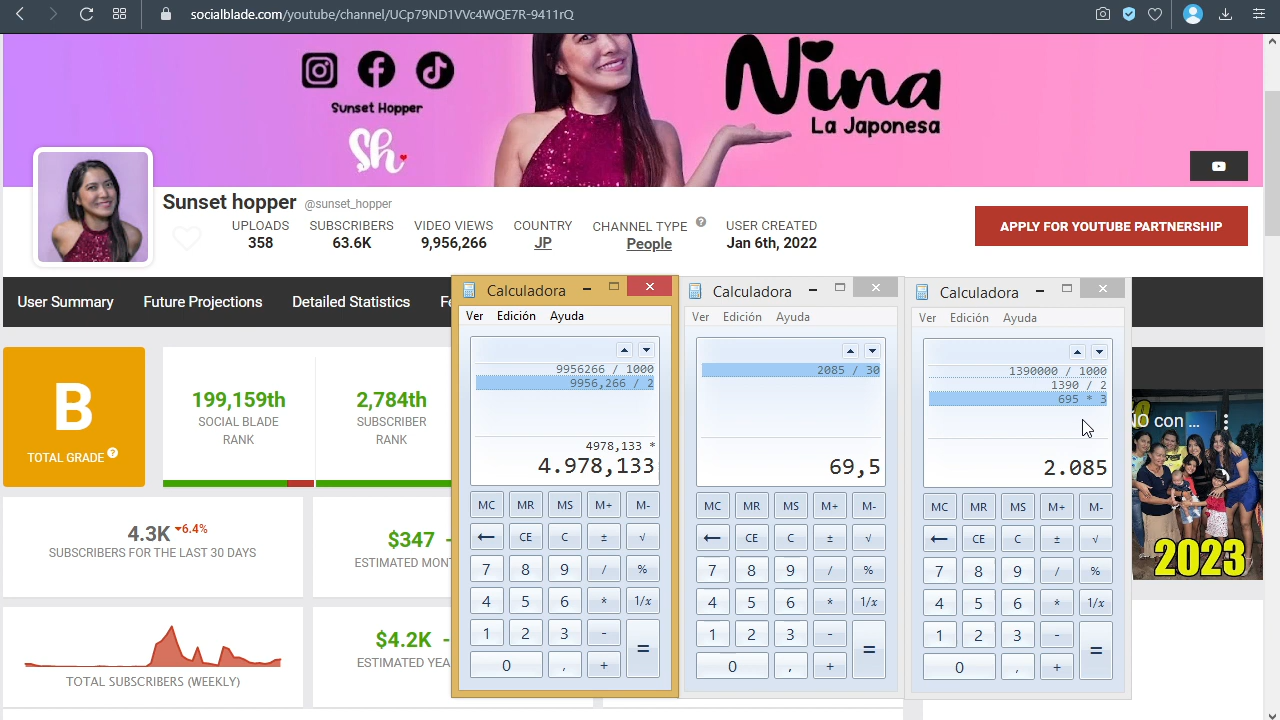 socialblade.com/youtube/channel/UCp79ND1VVc4WQE7R-9411rQ
Sunset Hopper
Sh
Nina
La Japonesa
Sunset hopper @sunset_hopper
UPLOADS
358
SUBSCRIBERS
63.6K
VIDEO VIEWS
9,956,266
COUNTRY
JP
CHANNEL TYPE ?
People
USER CREATED
Jan 6th, 2022
APPLY FOR YOUTUBE PARTNERSHIP
User Summary
Future Projections
Detailed Statistics
B
TOTAL GRADE ?
199,159th
SOCIAL BLADE
RANK
2,784th
SUBSCRIBER
RANK
4.3K -6.4%
SUBSCRIBERS FOR THE LAST 30 DAYS
$347 -
ESTIMATED MON
TOTAL SUBSCRIBERS (WEEKLY)
$4.2K -
ESTIMATED YEA
Calculadora
Ver Edición Ayuda
9956266 / 1000
9956,266 / 2
4978,133 *
4.978,133
MC MR MS M+ M-
← CE C ± √
7 8 9 / %
4 5 6 * 1/x
1 2 3 - =
0 , +
Calculadora
Ver Edición Ayuda
2085 / 30
69,5
MC MR MS M+ M-
← CE C ± √
7 8 9 / %
4 5 6 * 1/x
1 2 3 - =
0 , +
Calculadora
Ver Edición Ayuda
1390000 / 1000
1390 / 2
695 * 3
2.085
MC MR MS M+ M-
← CE C ± √
7 8 9 / %
4 5 6 * 1/x
1 2 3 - =
0 , +
ÑO con ...
2023